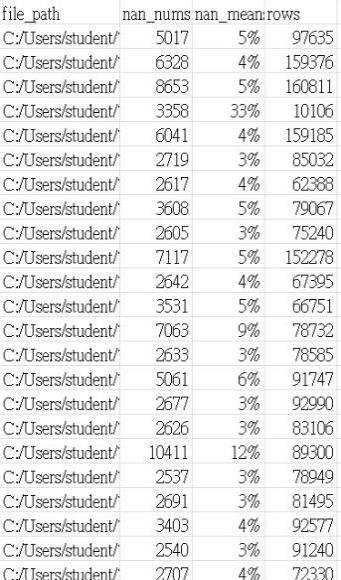 file_path nan_nums nan_mean rows
C:/Users/student/ 5017 5% 97635
C:/Users/student/ 6328 4% 159376
C:/Users/student/ 8653 5% 160811
C:/Users/student/ 3358 33% 10106
C:/Users/student/ 6041 4% 159185
C:/Users/student/ 2719 3% 85032
C:/Users/student/ 2617 4% 62388
C:/Users/student/ 3608 5% 79067
C:/Users/student/ 2605 3% 75240
C:/Users/student/ 7117 5% 152278
C:/Users/student/ 2642 4% 67395
C:/Users/student/ 3531 5% 66751
C:/Users/student/ 7063 9% 78732
C:/Users/student/ 2633 3% 78585
C:/Users/student/ 5061 6% 91747
C:/Users/student/ 2677 3% 92990
C:/Users/student/ 2626 3% 83106
C:/Users/student/ 10411 12% 89300
C:/Users/student/ 2537 3% 78949
C:/Users/student/ 2691 3% 81495
C:/Users/student/ 3403 4% 92577
C:/Users/student/ 2540 3% 91240
C:/Users/student/ 2707 4% 72330